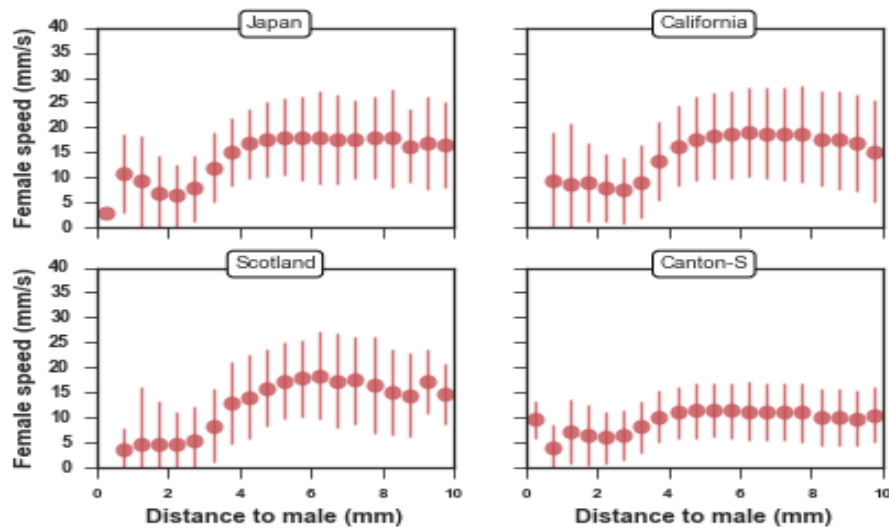 Japan
California
Female speed (mm/s)
40
35
30
25
20
15
10
5
0
Scotland
Canton-S
Female speed (mm/s)
40
35
30
25
20
15
10
5
0
0 2 4 6 8 10
0 2 4 6 8 10
Distance to male (mm)
Distance to male (mm)